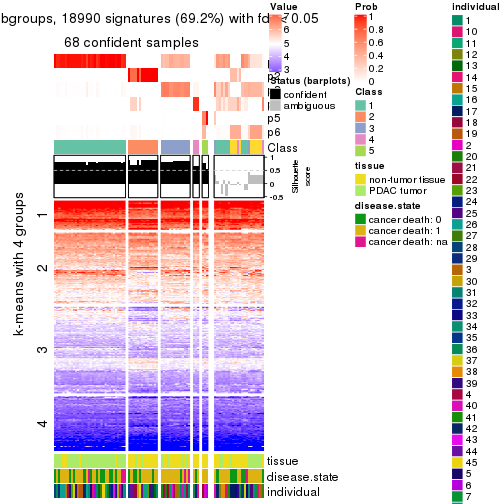 bgroups, 18990 signatures (69.2%) with fd
0.05
68 confident samples
p5
p6
Class
1
0.5
0
-0.5
Silhouette
score
k-means with 4 groups
1
2
3
4
tissue
disease.state
individual
Value
7
6
5
4
3
Status (barplots)
confident
ambiguous
Prob
1
0.8
0.6
0.4
0.2
0
Class
1
2
3
4
5
tissue
non-tumor tissue
PDAC tumor
disease.state
cancer death: 0
cancer death: 1
cancer death: na
individual
1
10
11
12
13
14
15
16
17
18
19
2
20
21
22
23
24
25
26
27
28
29
3
30
31
32
33
34
35
36
37
38
39
4
40
41
42
43
44
45
5
6
7